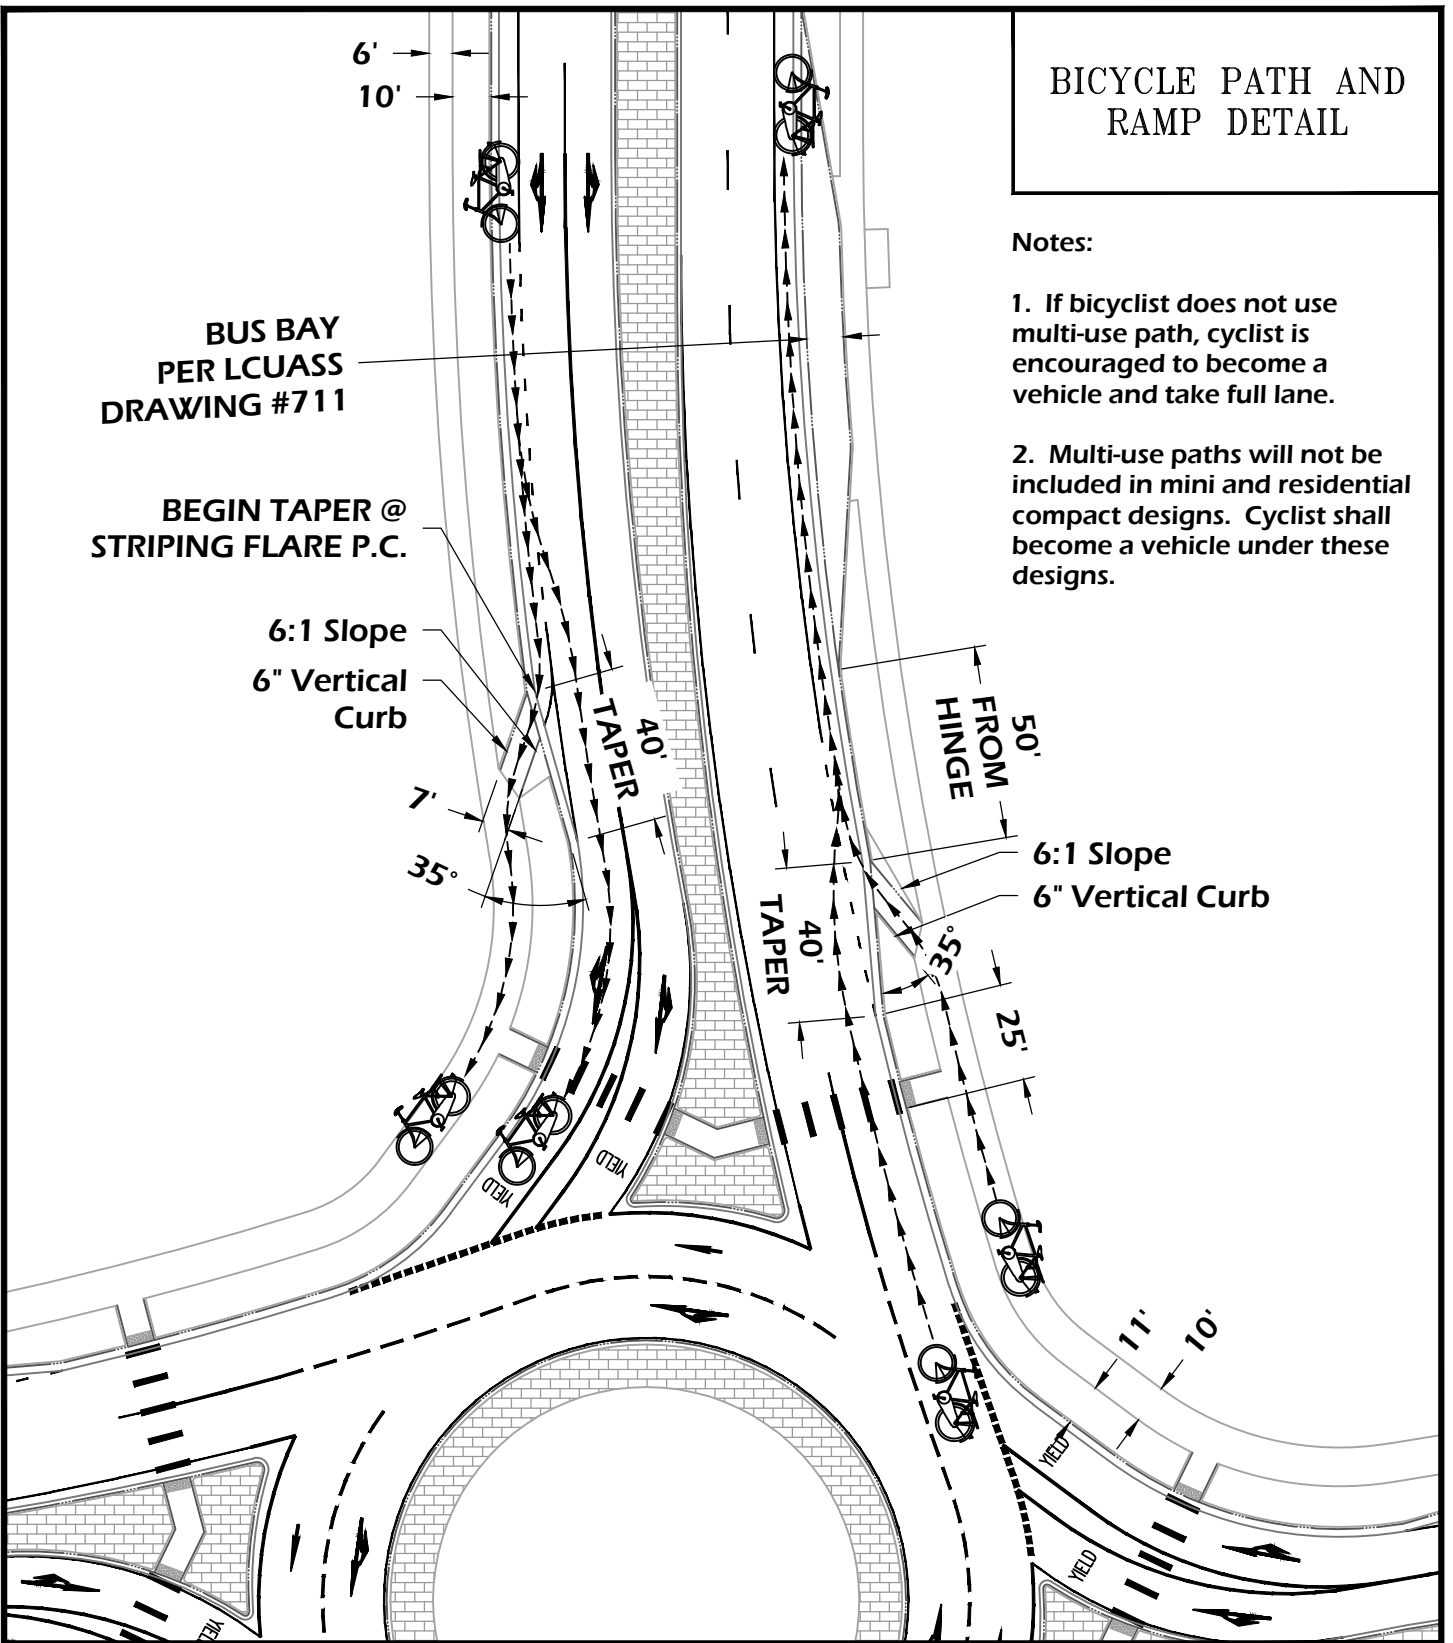 BICYCLE PATH AND
RAMP DETAIL
Notes:
1. If bicyclist does not use
multi-use path, cyclist is
encouraged to become a
vehicle and take full lane.
2. Multi-use paths will not be
included in mini and residential
compact designs. Cyclist shall
become a vehicle under these
designs.
6'
10'
BUS BAY
PER LCUASS
DRAWING #711
BEGIN TAPER @
STRIPING FLARE P.C.
6:1 Slope
6" Vertical
Curb
40'
TAPER
7'
35°
50'
FROM
HINGE
6:1 Slope
6" Vertical Curb
40'
TAPER
35°
25'
YIELD
YIELD
11'
10'
YIELD
YIELD
YIELD